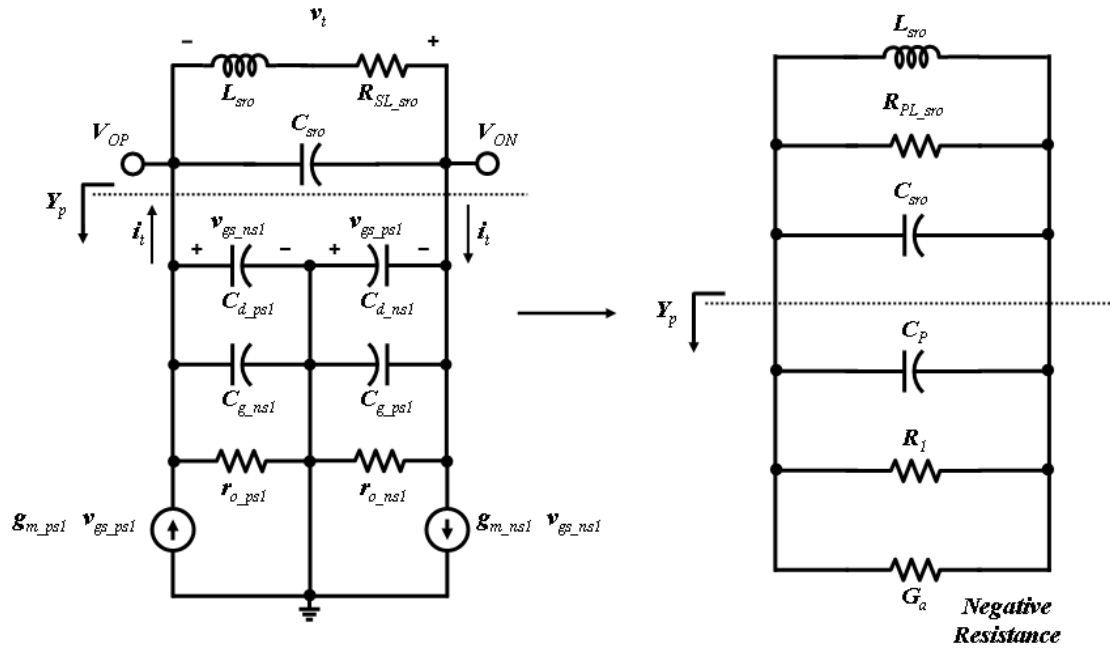 v_t
− +
L_sro R_SL_sro
C_sro
V_OP V_ON
Y_p
i_t v_gs_ns1 v_gs_ps1 i_t
+ − + −
C_d_ps1 C_d_ns1
C_g_ns1 C_g_ps1
r_o_ps1 r_o_ns1
g_m_ps1 v_gs_ps1 g_m_ns1 v_gs_ns1
L_sro
R_PL_sro
C_sro
Y_p
C_P
R_1
G_a
Negative
Resistance